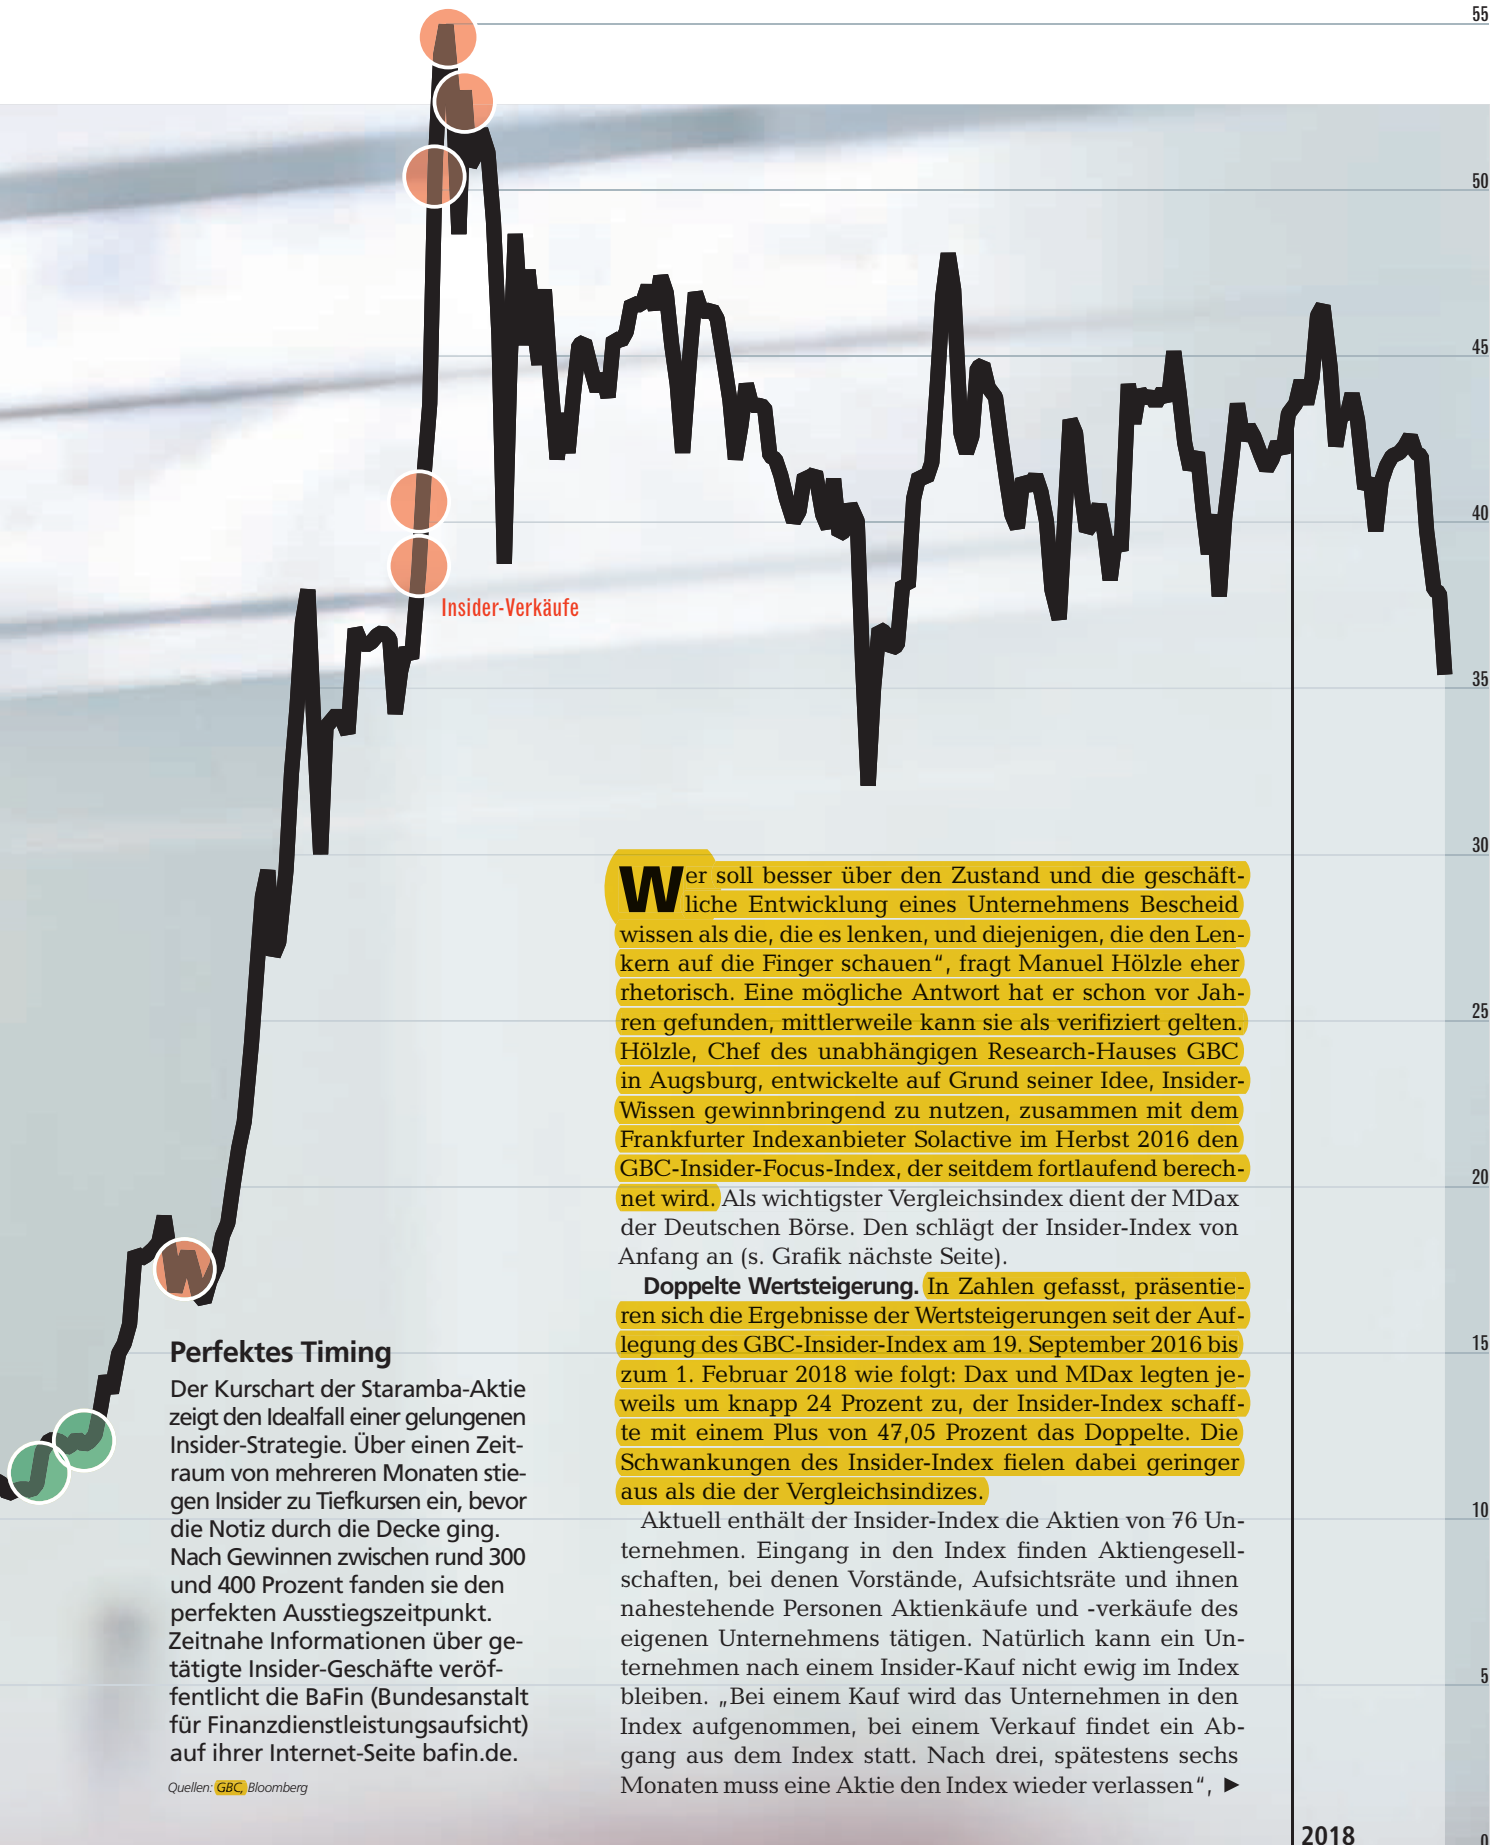 55
50
45
40
Insider-Verkäufe
35
30
25
20
15
10
5
0
2018
Perfektes Timing
Der Kurschart der Staramba-Aktie
zeigt den Idealfall einer gelungenen
Insider-Strategie. Über einen Zeit-
raum von mehreren Monaten stie-
gen Insider zu Tiefkursen ein, bevor
die Notiz durch die Decke ging.
Nach Gewinnen zwischen rund 300
und 400 Prozent fanden sie den
perfekten Ausstiegszeitpunkt.
Zeitnahe Informationen über ge-
tätigte Insider-Geschäfte veröf-
fentlicht die BaFin (Bundesanstalt
für Finanzdienstleistungsaufsicht)
auf ihrer Internet-Seite bafin.de.
Quellen: GBC, Bloomberg
Wer soll besser über den Zustand und die geschäft-
liche Entwicklung eines Unternehmens Bescheid
wissen als die, die es lenken, und diejenigen, die den Len-
kern auf die Finger schauen“, fragt Manuel Hölzle eher
rhetorisch. Eine mögliche Antwort hat er schon vor Jah-
ren gefunden, mittlerweile kann sie als verifiziert gelten.
Hölzle, Chef des unabhängigen Research-Hauses GBC
in Augsburg, entwickelte auf Grund seiner Idee, Insider-
Wissen gewinnbringend zu nutzen, zusammen mit dem
Frankfurter Indexanbieter Solactive im Herbst 2016 den
GBC-Insider-Focus-Index, der seitdem fortlaufend berech-
net wird. Als wichtigster Vergleichsindex dient der MDax
der Deutschen Börse. Den schlägt der Insider-Index von
Anfang an (s. Grafik nächste Seite).
Doppelte Wertsteigerung. In Zahlen gefasst, präsentie-
ren sich die Ergebnisse der Wertsteigerungen seit der Auf-
legung des GBC-Insider-Index am 19. September 2016 bis
zum 1. Februar 2018 wie folgt: Dax und MDax legten je-
weils um knapp 24 Prozent zu, der Insider-Index schaff-
te mit einem Plus von 47,05 Prozent das Doppelte. Die
Schwankungen des Insider-Index fielen dabei geringer
aus als die der Vergleichsindizes.
Aktuell enthält der Insider-Index die Aktien von 76 Un-
ternehmen. Eingang in den Index finden Aktiengesell-
schaften, bei denen Vorstände, Aufsichtsräte und ihnen
nahestehende Personen Aktienkäufe und -verkäufe des
eigenen Unternehmens tätigen. Natürlich kann ein Un-
ternehmen nach einem Insider-Kauf nicht ewig im Index
bleiben. „Bei einem Kauf wird das Unternehmen in den
Index aufgenommen, bei einem Verkauf findet ein Ab-
gang aus dem Index statt. Nach drei, spätestens sechs
Monaten muss eine Aktie den Index wieder verlassen“, ►